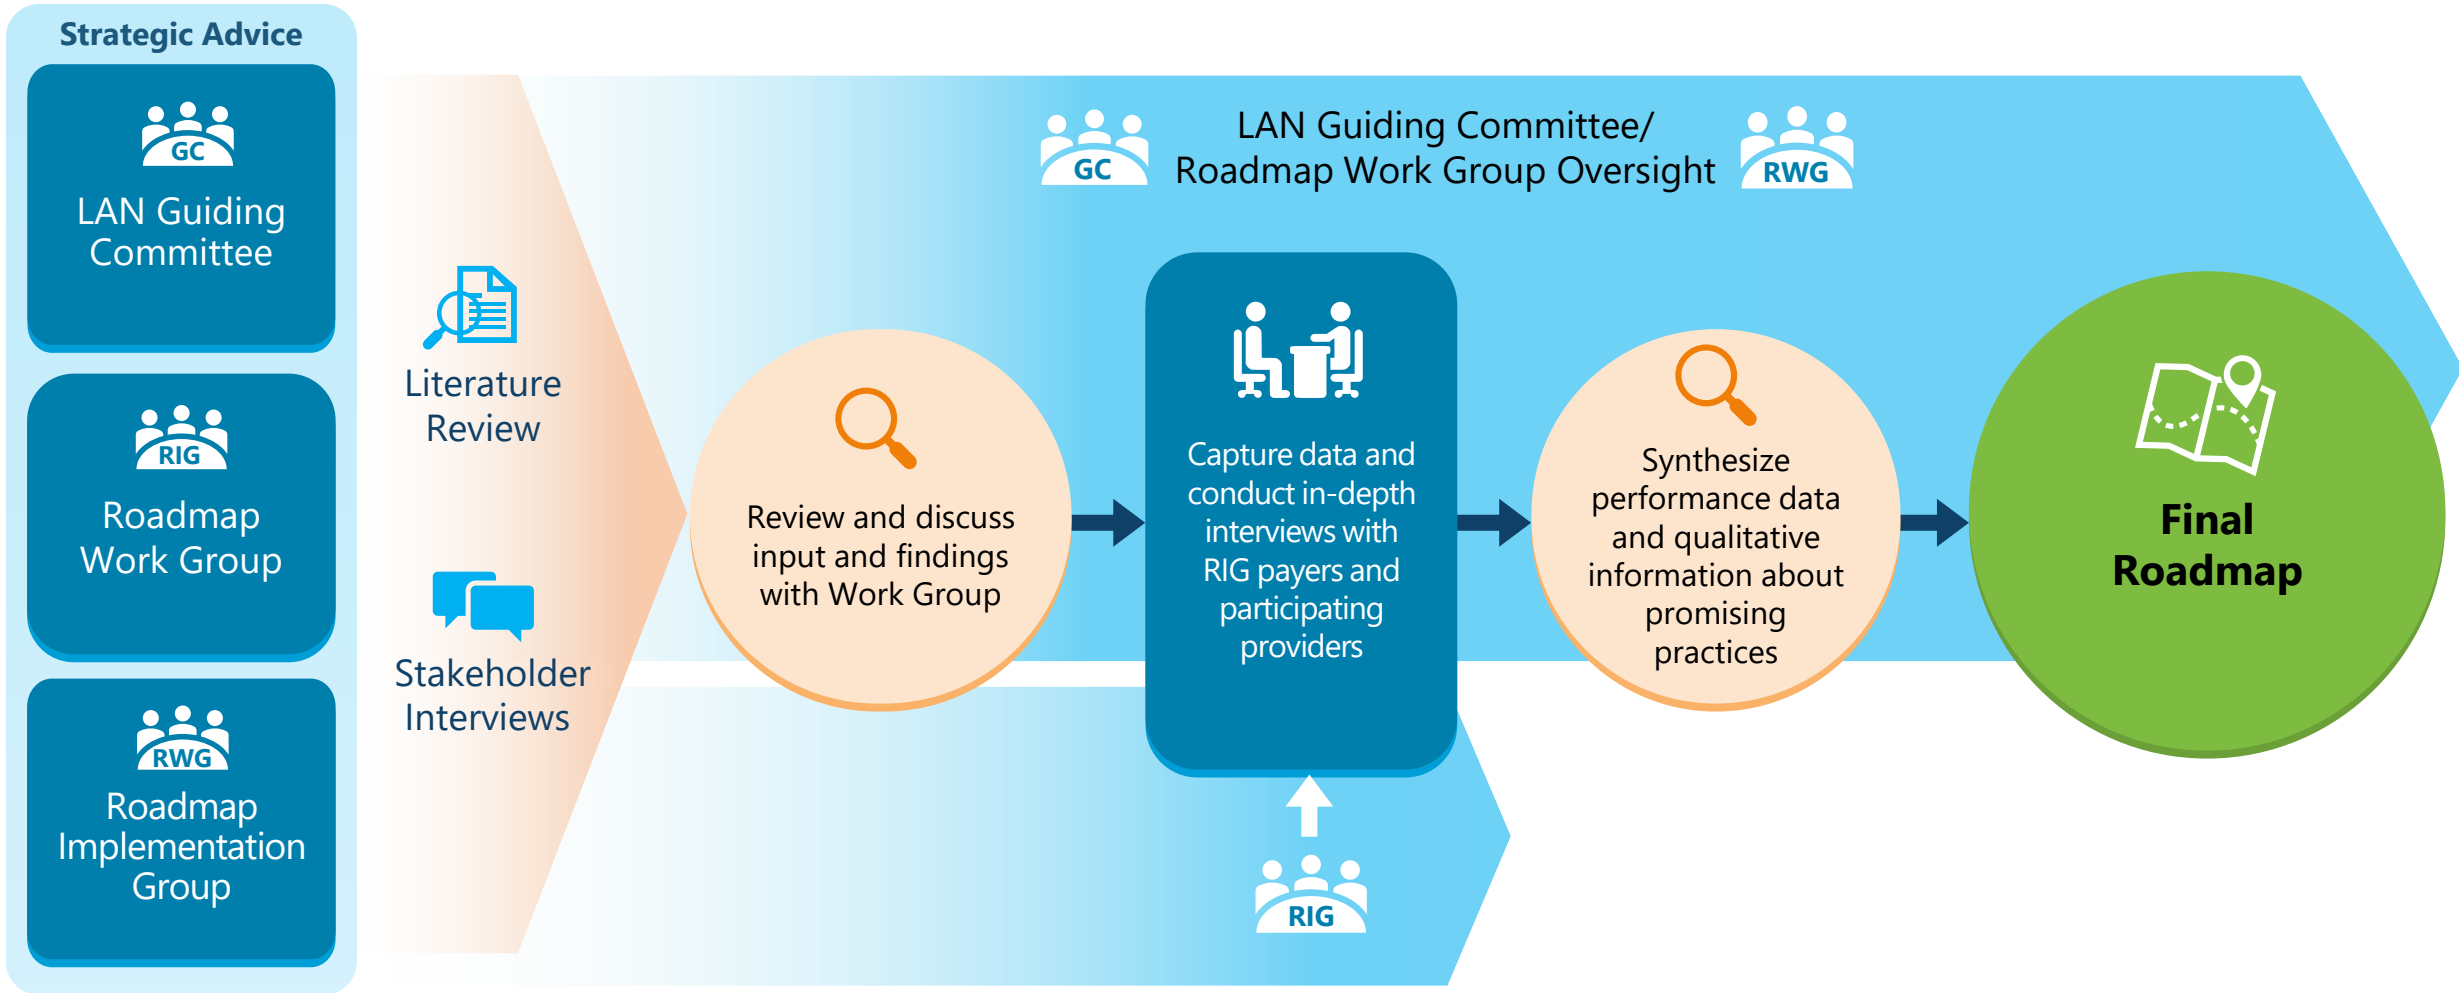 Strategic Advice
GC
LAN Guiding
Committee
RIG
Roadmap
Work Group
RWG
Roadmap
Implementation
Group
Literature
Review
Stakeholder
Interviews
GC
LAN Guiding Committee/
Roadmap Work Group Oversight
RWG
Review and discuss
input and findings
with Work Group
Capture data and
conduct in-depth
interviews with
RIG payers and
participating
providers
RIG
Synthesize
performance data
and qualitative
information about
promising
practices
Final
Roadmap